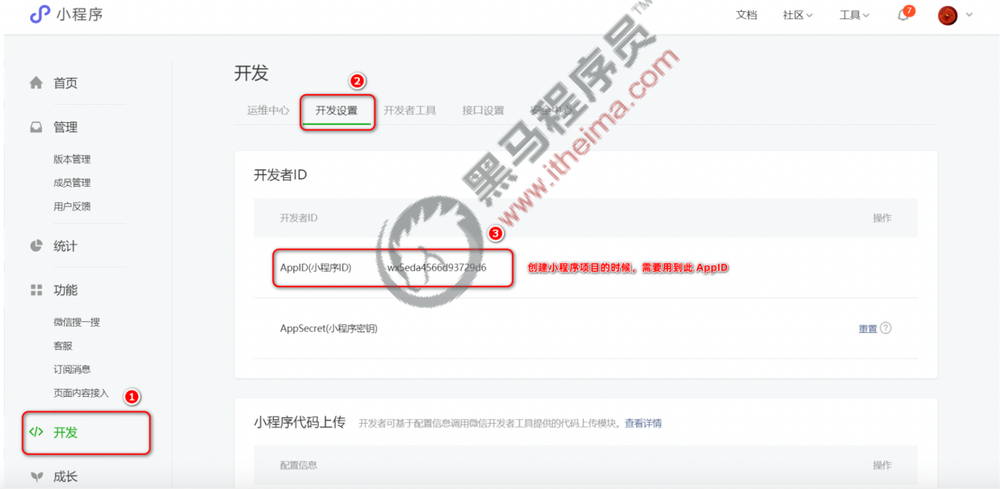 小程序
文档 社区 工具 7
首页
管理
版本管理
成员管理
用户反馈
统计
功能
微信搜一搜
客服
订阅消息
页面内容接入
1
开发
成长
开发
2
运维中心 开发设置 开发者工具 接口设置 安全中心
开发者ID
开发者ID 操作
3
AppID(小程序ID) wx5eda4566d93729d6 创建小程序项目的时候，需要用到此 AppID
AppSecret(小程序密钥) 重置 ?
小程序代码上传 开发者可基于配置信息调用微信开发者工具提供的代码上传模块。查看详情
配置信息 操作
黑马程序员™
www.itheima.com